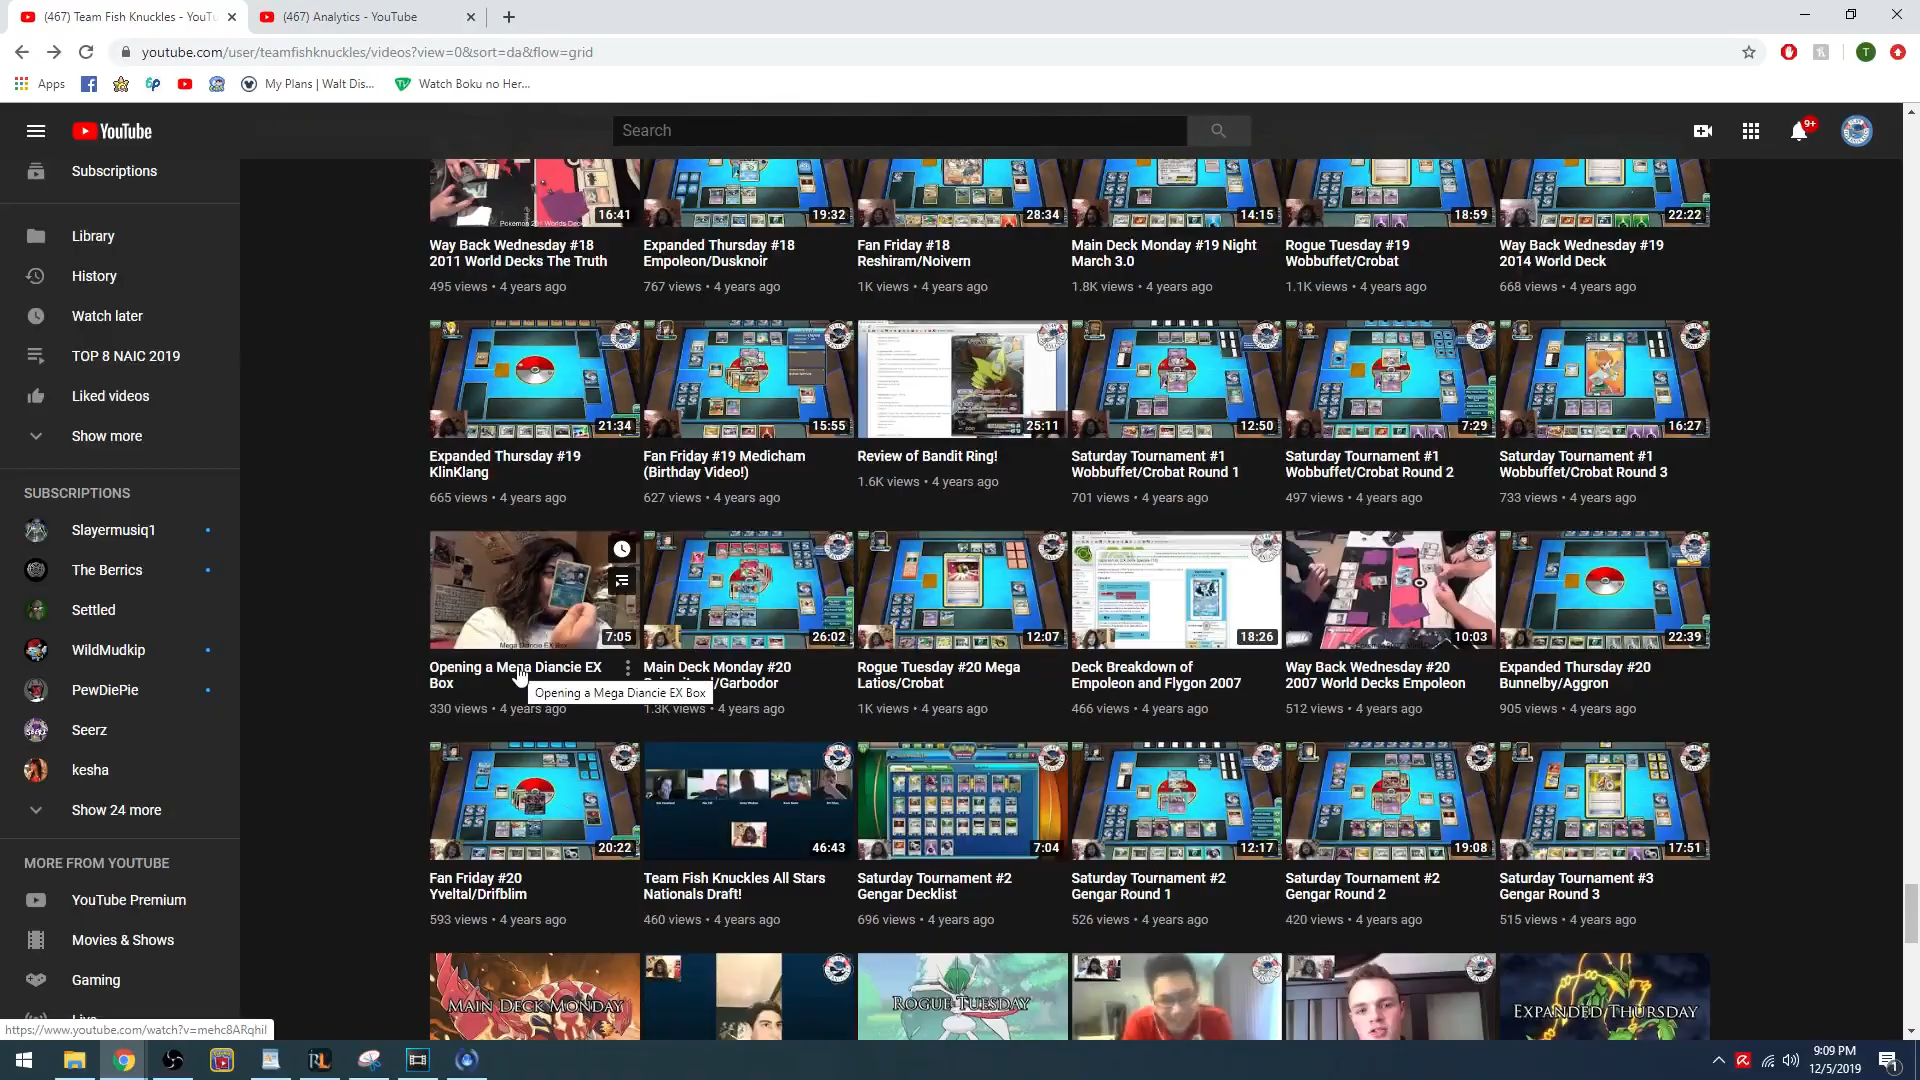 (467) Team Fish Knuckles - YouTu
(467) Analytics - YouTube
youtube.com/user/teamfishknuckles/videos?view=0&sort=da&flow=grid
T
Apps
My Plans | Walt Dis...
Watch Boku no Her...
YouTube
Search
9+
Subscriptions
Library
History
Watch later
TOP 8 NAIC 2019
Liked videos
Show more
SUBSCRIPTIONS
Slayermusiq1
The Berrics
Settled
WildMudkip
PewDiePie
Seerz
kesha
Show 24 more
MORE FROM YOUTUBE
YouTube Premium
Movies & Shows
Gaming
Live
16:41
19:32
28:34
14:15
18:59
22:22
Way Back Wednesday #18
2011 World Decks The Truth
495 views • 4 years ago
Expanded Thursday #18
Empoleon/Dusknoir
767 views • 4 years ago
Fan Friday #18
Reshiram/Noivern
1K views • 4 years ago
Main Deck Monday #19 Night
March 3.0
1.8K views • 4 years ago
Rogue Tuesday #19
Wobbuffet/Crobat
1.1K views • 4 years ago
Way Back Wednesday #19
2014 World Deck
668 views • 4 years ago
21:34
15:55
25:11
12:50
7:29
16:27
Expanded Thursday #19
KlinKlang
665 views • 4 years ago
Fan Friday #19 Medicham
(Birthday Video!)
627 views • 4 years ago
Review of Bandit Ring!
1.6K views • 4 years ago
Saturday Tournament #1
Wobbuffet/Crobat Round 1
701 views • 4 years ago
Saturday Tournament #1
Wobbuffet/Crobat Round 2
497 views • 4 years ago
Saturday Tournament #1
Wobbuffet/Crobat Round 3
733 views • 4 years ago
Mega Diancie EX Box
7:05
26:02
12:07
18:26
10:03
22:39
Opening a Mega Diancie EX
Box
330 views • 4 years ago
Opening a Mega Diancie EX Box
Main Deck Monday #20
/Garbodor
1.3K views • 4 years ago
Rogue Tuesday #20 Mega
Latios/Crobat
1K views • 4 years ago
Deck Breakdown of
Empoleon and Flygon 2007
466 views • 4 years ago
Way Back Wednesday #20
2007 World Decks Empoleon
512 views • 4 years ago
Expanded Thursday #20
Bunnelby/Aggron
905 views • 4 years ago
20:22
46:43
7:04
12:17
19:08
17:51
Fan Friday #20
Yveltal/Drifblim
593 views • 4 years ago
Team Fish Knuckles All Stars
Nationals Draft!
460 views • 4 years ago
Saturday Tournament #2
Gengar Decklist
696 views • 4 years ago
Saturday Tournament #2
Gengar Round 1
526 views • 4 years ago
Saturday Tournament #2
Gengar Round 2
420 views • 4 years ago
Saturday Tournament #3
Gengar Round 3
515 views • 4 years ago
MAIN DECK MONDAY
ROGUE TUESDAY
EXPANDED THURSDAY
https://www.youtube.com/watch?v=mehc8ARqhiI
9:09 PM
12/5/2019
1